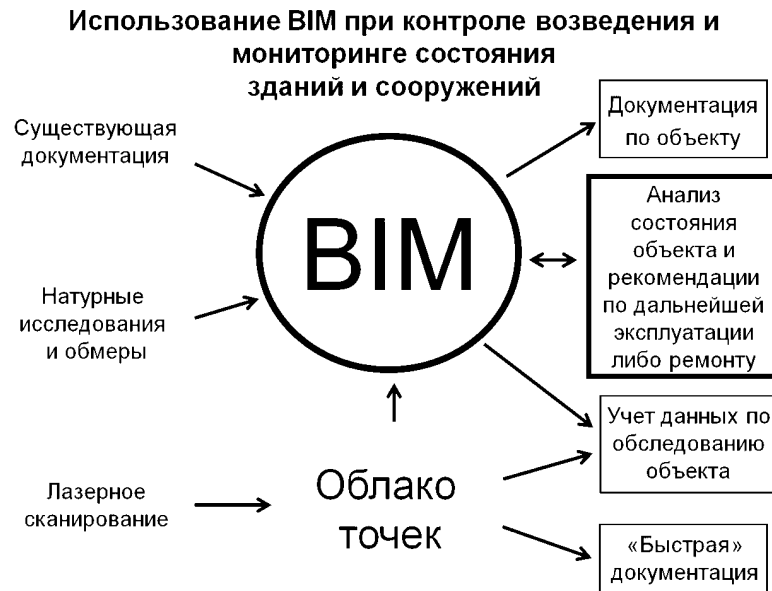 Использование BIM при контроле возведения и
мониторинге состояния
зданий и сооружений
Существующая
документация
Натурные
исследования
и обмеры
Лазерное
сканирование
BIM
Облако
точек
Документация
по объекту
Анализ
состояния
объекта и
рекомендации
по дальнейшей
эксплуатации
либо ремонту
Учет данных по
обследованию
объекта
«Быстрая»
документация